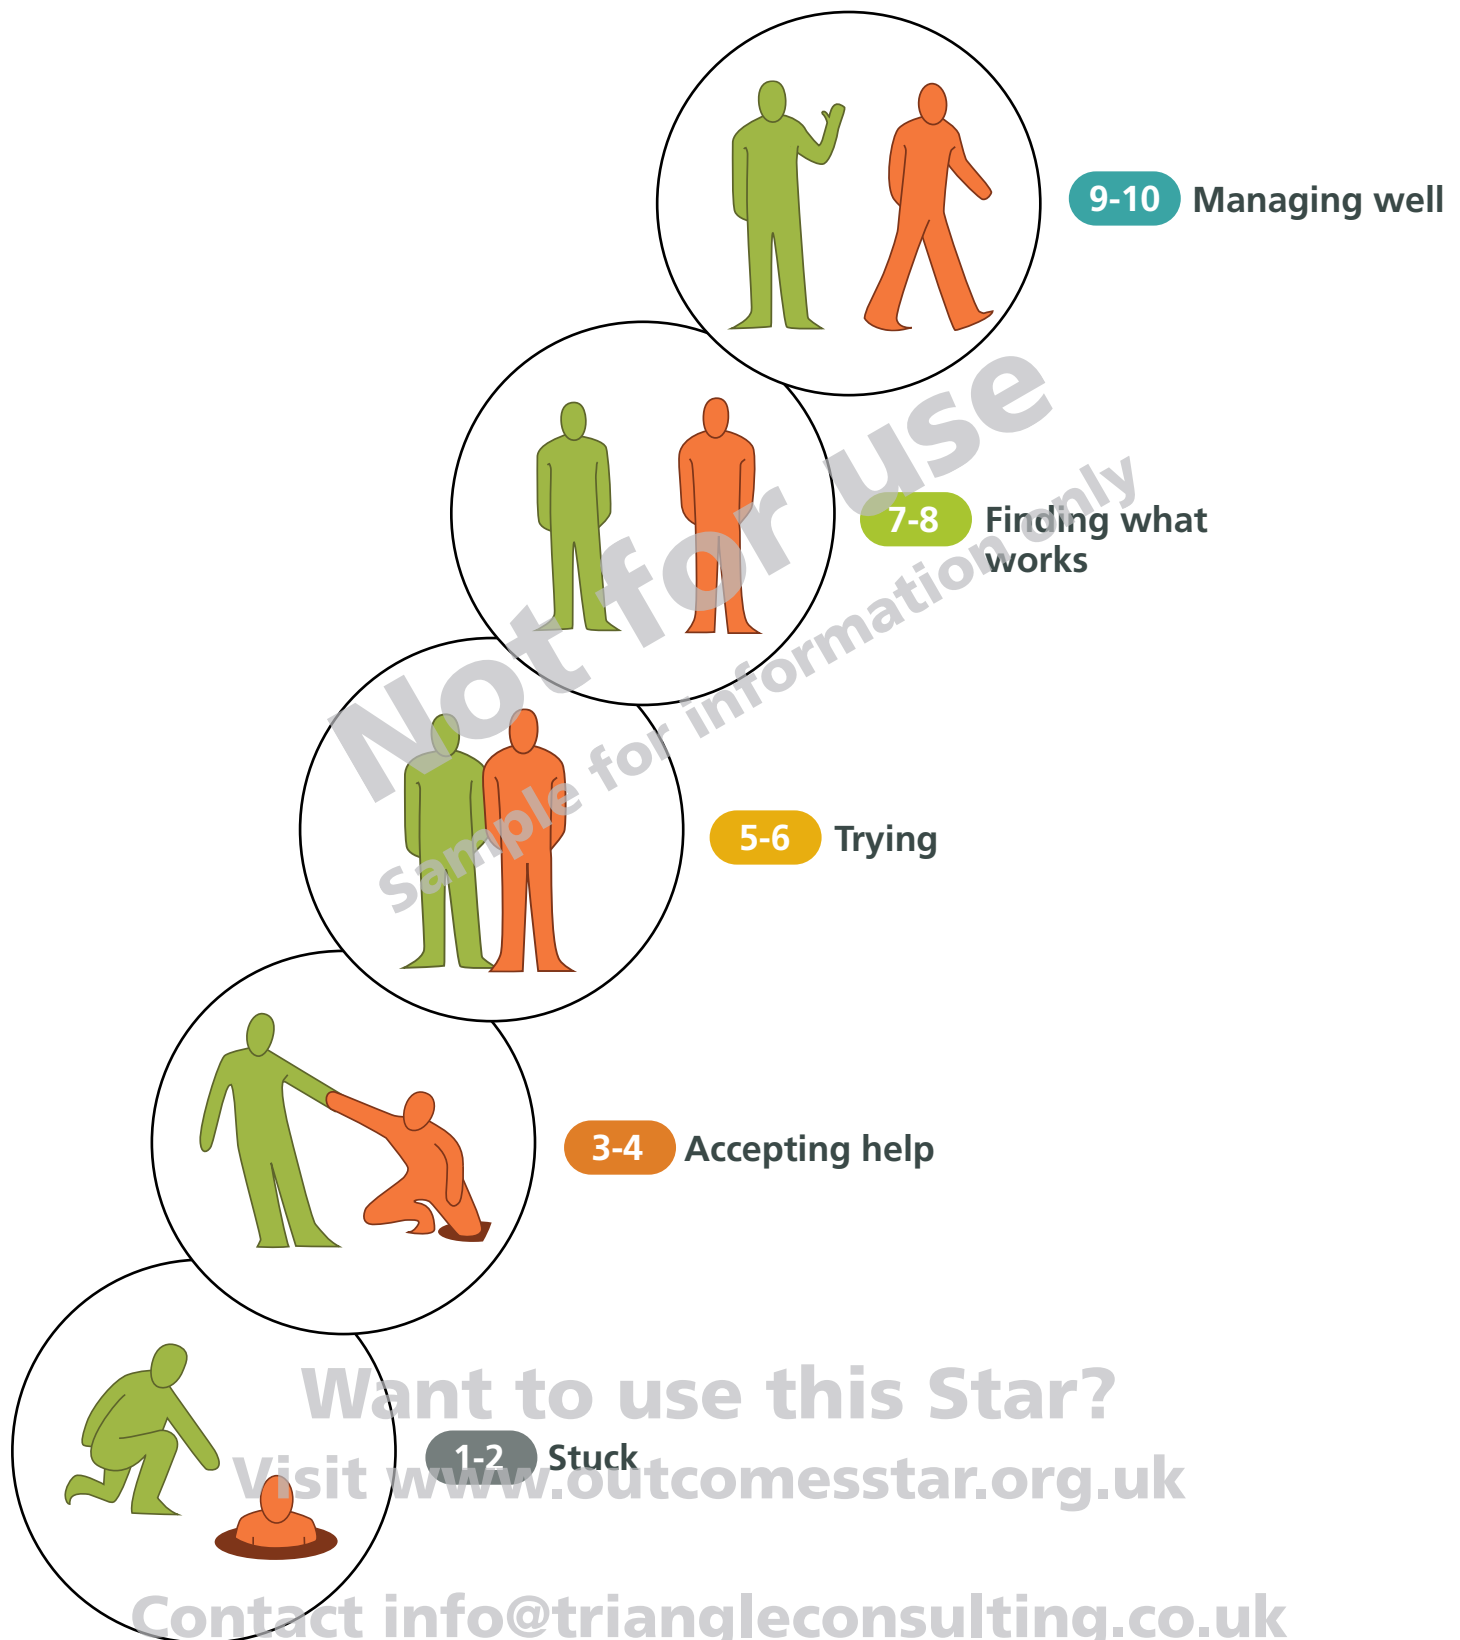 9-10 Managing well
Not for use
7-8 Finding what
works
Sample for information only
5-6 Trying
3-4 Accepting help
Want to use this Star?
1-2 Stuck
Visit www.outcomesstar.org.uk
Contact info@triangleconsulting.co.uk